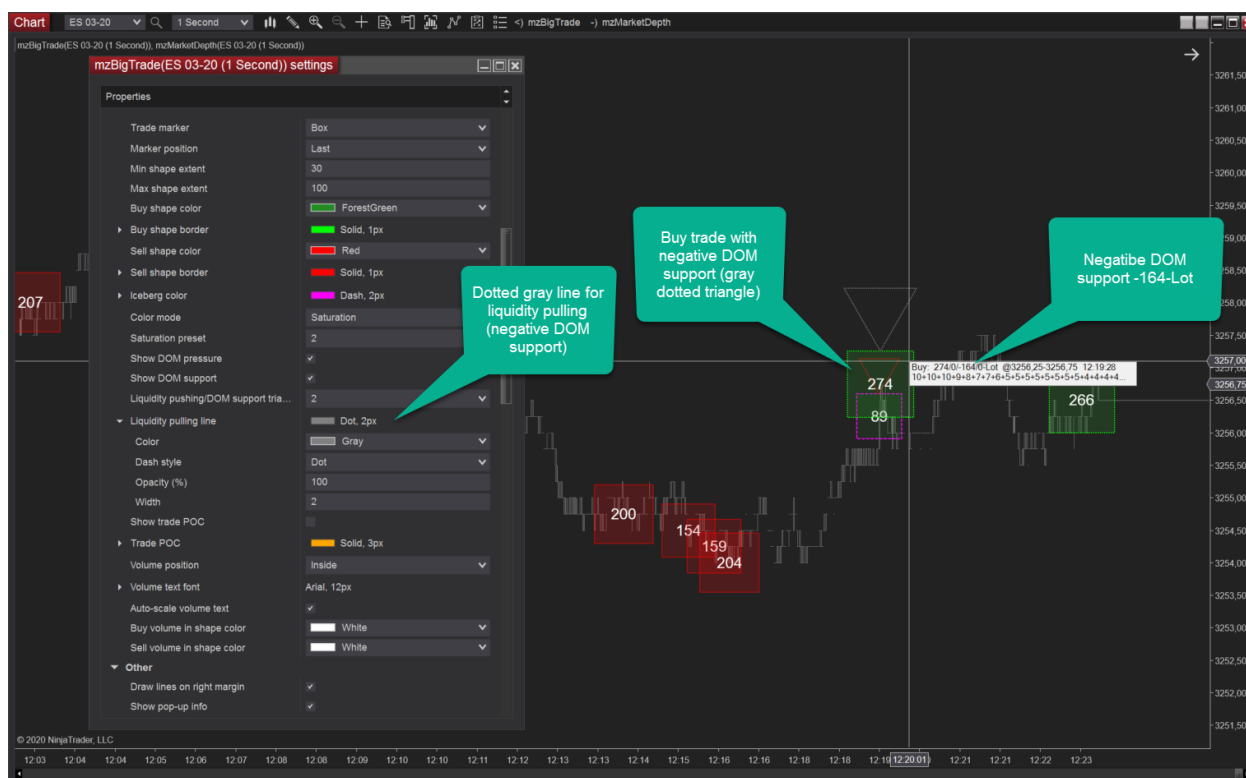 Chart ES 03-20 1 Second <) mzBigTrade -) mzMarketDepth
mzBigTrade(ES 03-20 (1 Second)), mzMarketDepth(ES 03-20 (1 Second))
mzBigTrade(ES 03-20 (1 Second)) settings
Properties
Trade marker Box
Marker position Last
Min shape extent 30
Max shape extent 100
Buy shape color ForestGreen
Buy shape border Solid, 1px
Sell shape color Red
Sell shape border Solid, 1px
Iceberg color Dash, 2px
Color mode Saturation
Saturation preset 2
Show DOM pressure
Show DOM support
Liquidity pushing/DOM support tria... 2
Liquidity pulling line Dot, 2px
Color Gray
Dash style Dot
Opacity (%) 100
Width 2
Show trade POC
Trade POC Solid, 3px
Volume position Inside
Volume text font Arial, 12px
Auto-scale volume text
Buy volume in shape color White
Sell volume in shape color White
Other
Draw lines on right margin
Show pop-up info
Dotted gray line for
liquidity pulling
(negative DOM
support)
Buy trade with
negative DOM
support (gray
dotted triangle)
Negatibe DOM
support -164-Lot
Buy: 274/0/-164/0-Lot @3256,25-3256,75 12:19:28
10+10+10+9+8+7+7+6+5+5+5+5+5+5+5+5+4+4+4+4...
207
200
154
159
204
274
89
266
3261,50
3261,00
3260,50
3260,00
3259,50
3259,00
3258,50
3258,00
3257,50
3257,00
3256,75
3256,50
3256,00
3255,50
3255,00
3254,50
3254,00
3253,50
3253,00
3252,50
3252,00
3251,50
© 2020 NinjaTrader, LLC
12:03 12:04 12:04 12:05 12:06 12:07 12:08 12:08 12:09 12:10 12:11 12:11 12:12 12:13 12:14 12:15 12:15 12:16 12:17 12:18 12:18 12:19 12:20:01 12:21 12:21 12:22 12:23